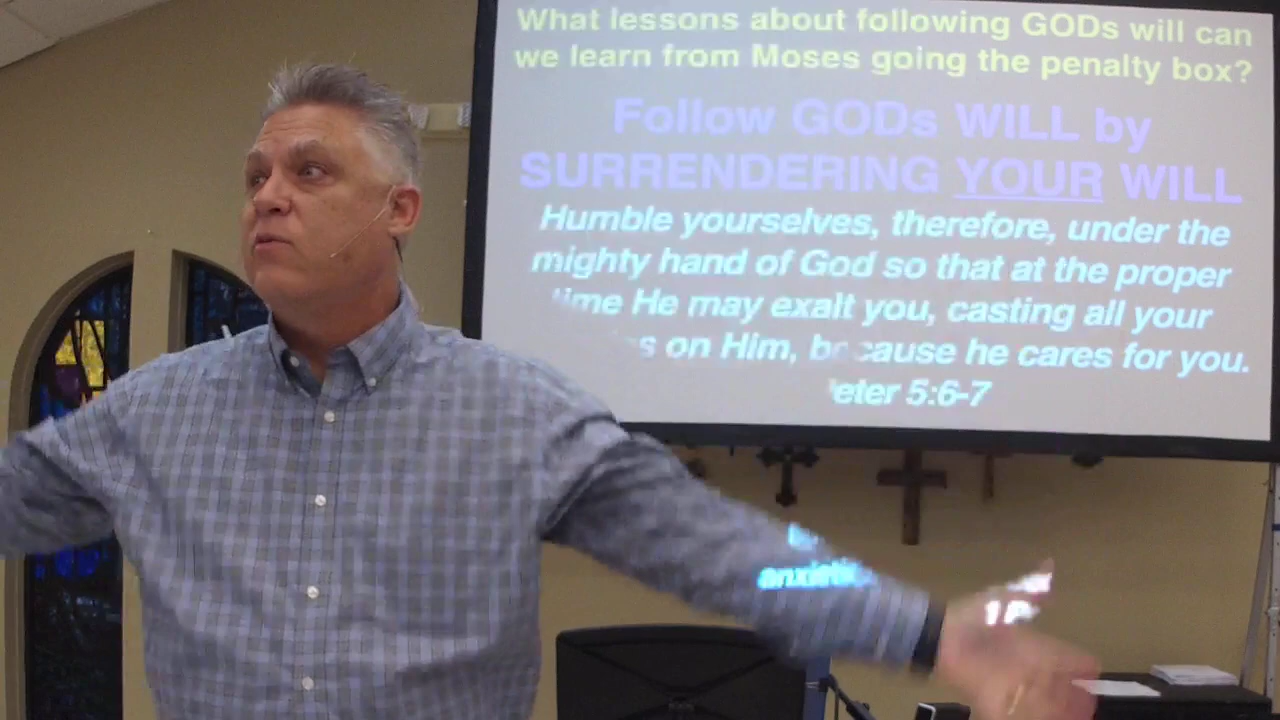 What lessons about following GODs will can
we learn from Moses going the penalty box?
Follow GODs WILL by
SURRENDERING YOUR WILL
Humble yourselves, therefore, under the
mighty hand of God so that at the proper
time He may exalt you, casting all your
on Him, because he cares for you.
5:6-7